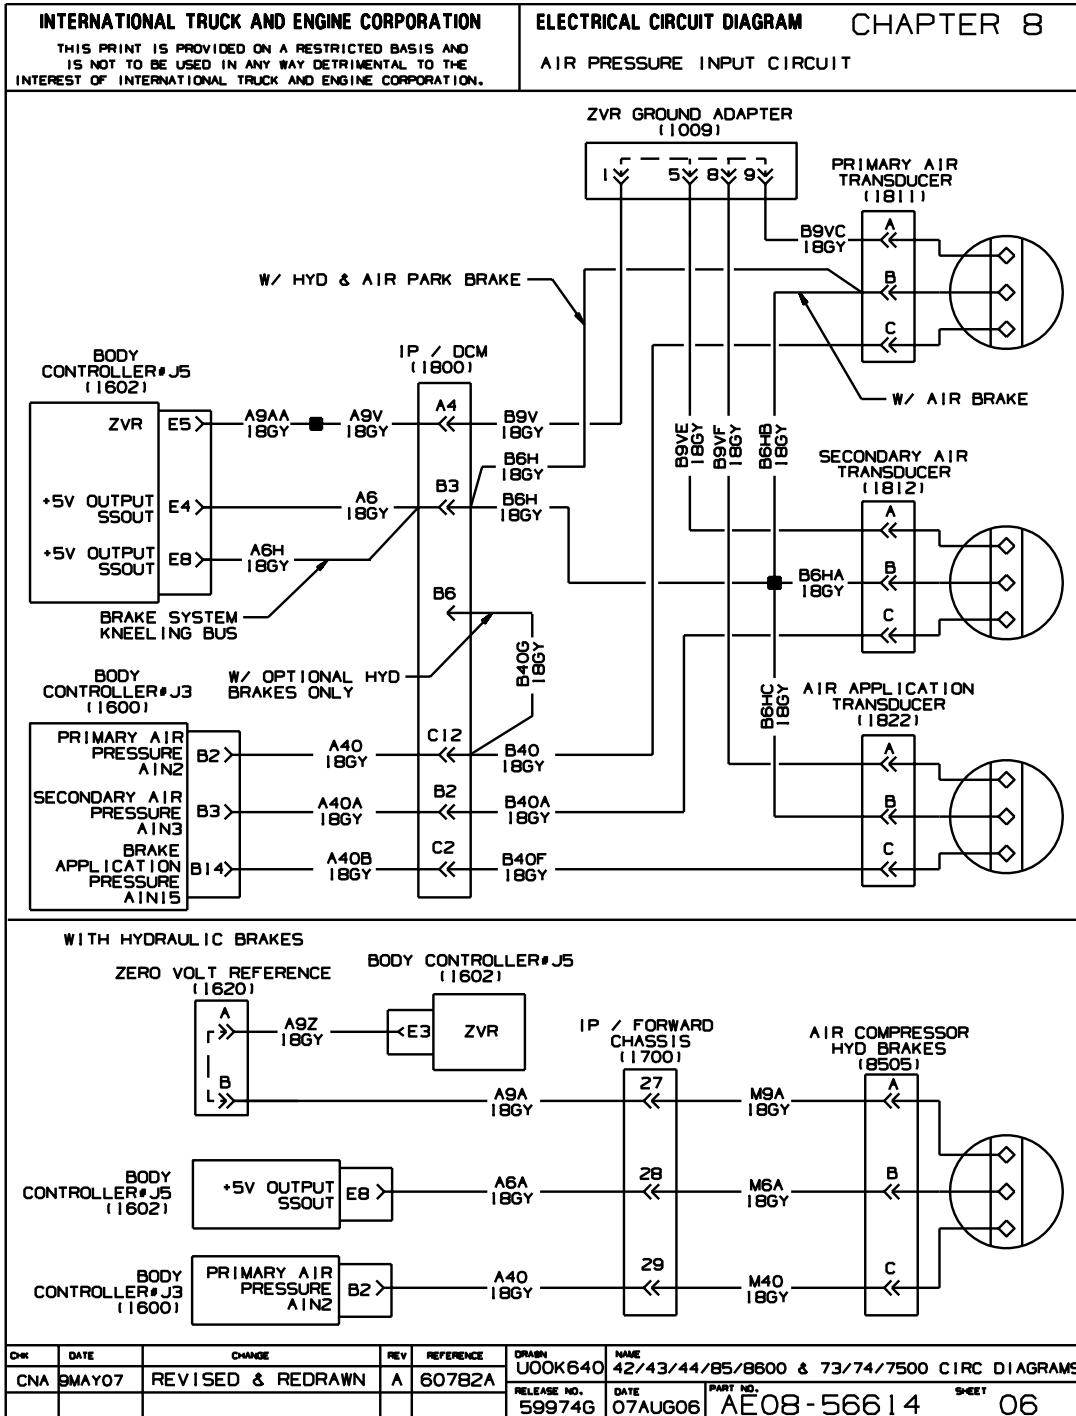 INTERNATIONAL TRUCK AND ENGINE CORPORATION
THIS PRINT IS PROVIDED ON A RESTRICTED BASIS AND
IS NOT TO BE USED IN ANY WAY DETRIMENTAL TO THE
INTEREST OF INTERNATIONAL TRUCK AND ENGINE CORPORATION.
ELECTRICAL CIRCUIT DIAGRAM CHAPTER 8
AIR PRESSURE INPUT CIRCUIT
ZVR GROUND ADAPTER
(1009)
1 5 8 9
PRIMARY AIR
TRANSDUCER
(1811)
A
B9VC
18GY
B
C
W/ HYD & AIR PARK BRAKE
W/ AIR BRAKE
BODY
CONTROLLER#J5
(1602)
IP / DCM
(1800)
ZVR E5
A9AA
18GY
A9V
18GY
A4
B9V
18GY
B6H
18GY
+5V OUTPUT
SSOUT
E4
A6
18GY
B3
B6H
18GY
+5V OUTPUT
SSOUT
E8
A6H
18GY
BRAKE SYSTEM
KNEELING BUS
B9VE
18GY
B9VF
18GY
B6HB
18GY
SECONDARY AIR
TRANSDUCER
(1812)
A
B6HA
18GY
B
C
B6
W/ OPTIONAL HYD
BRAKES ONLY
B40G
18GY
B6HC
18GY
BODY
CONTROLLER#J3
(1600)
PRIMARY AIR
PRESSURE
AIN2
B2
A40
18GY
C12
B40
18GY
SECONDARY AIR
PRESSURE
AIN3
B3
A40A
18GY
B2
B40A
18GY
BRAKE
APPLICATION
PRESSURE
AIN15
B14
A40B
18GY
C2
B40F
18GY
AIR APPLICATION
TRANSDUCER
(1822)
A
B
C
WITH HYDRAULIC BRAKES
ZERO VOLT REFERENCE
(1620)
A
B
A9Z
18GY
BODY CONTROLLER#J5
(1602)
E3 ZVR
IP / FORWARD
CHASSIS
(1700)
AIR COMPRESSOR
HYD BRAKES
(8505)
A9A
18GY
27
M9A
18GY
A
BODY
CONTROLLER#J5
(1602)
+5V OUTPUT
SSOUT
E8
A6A
18GY
28
M6A
18GY
B
BODY
CONTROLLER#J3
(1600)
PRIMARY AIR
PRESSURE
AIN2
B2
A40
18GY
29
M40
18GY
C
CHK DATE CHANGE REV REFERENCE
CNA 9MAY07 REVISED & REDRAWN A 60782A
DRAWN
U00K640
NAME
42/43/44/85/8600 & 73/74/7500 CIRC DIAGRAMS
RELEASE NO.
59974G
DATE
07AUG06
PART NO.
AE08-56614
SHEET
06